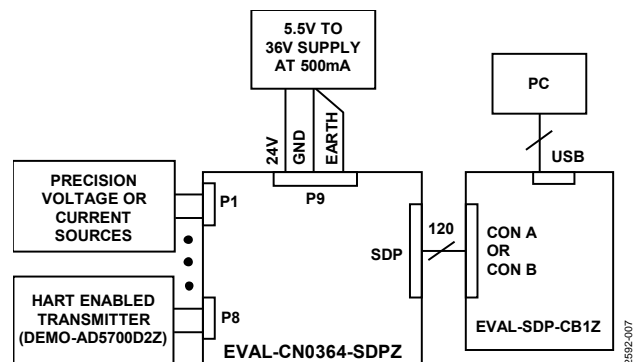 5.5V TO
36V SUPPLY
AT 500mA
PC
24V
GND
EARTH
USB
PRECISION
VOLTAGE OR
CURRENT
SOURCES
P1
P9
120
SDP
CON A
OR
CON B
HART ENABLED
TRANSMITTER
(DEMO-AD5700D2Z)
P8
EVAL-CN0364-SDPZ
EVAL-SDP-CB1Z
2592-007